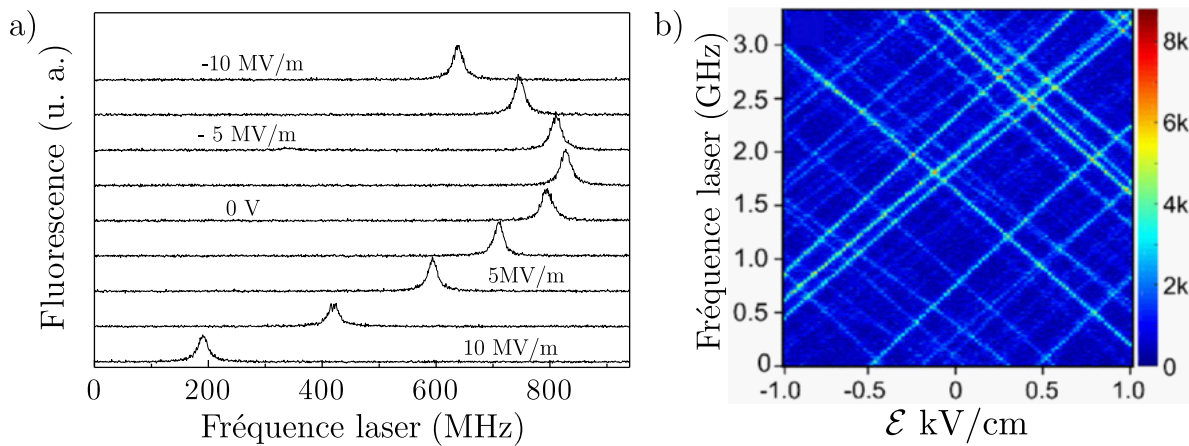 a)
-10 MV/m
- 5 MV/m
0 V
5MV/m
10 MV/m
Fluorescence (u. a.)
0 200 400 600 800
Fréquence laser (MHz)
b)
3.0
2.5
2.0
1.5
1.0
0.5
0
Fréquence laser (GHz)
-1.0 -0.5 0 0.5 1.0
ℰ kV/cm
8k
6k
4k
2k
0